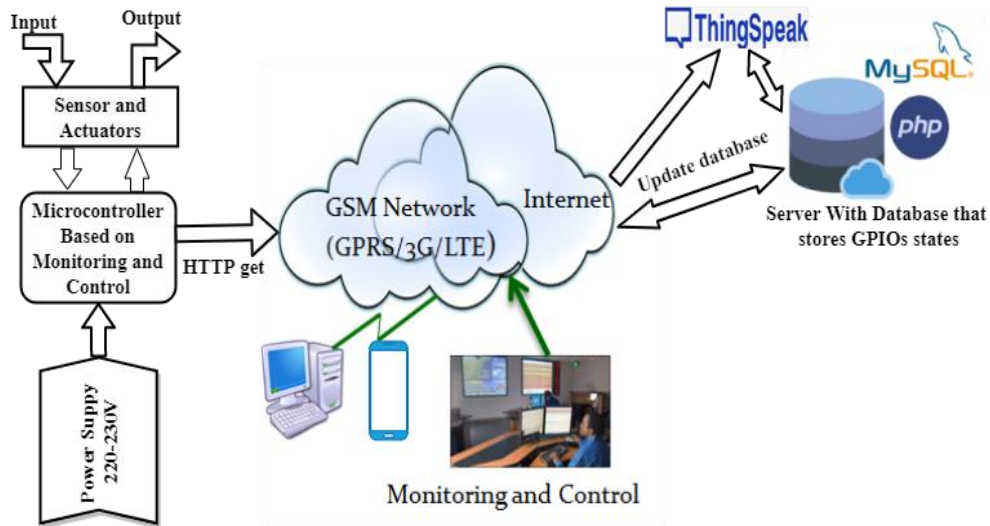 Input
Output
Sensor and
Actuators
Microcontroller
Based on
Monitoring and
Control
HTTP get
Power Suppy
220-230V
GSM Network
(GPRS/3G/LTE)
Internet
ThingSpeak
MySQL®
php
Update database
Server With Database that
stores GPIOs states
Monitoring and Control